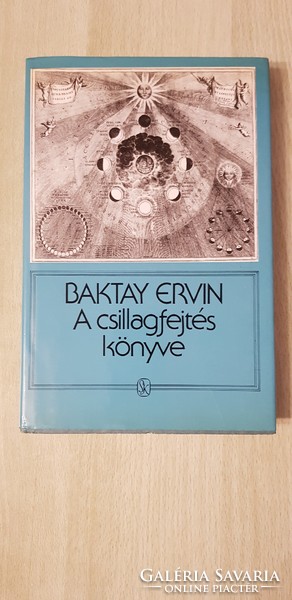 BAKTAY ERVIN
A csillagfejtés
könyve
GALÉRIA SAVARIA
ONLINE PIACTÉR